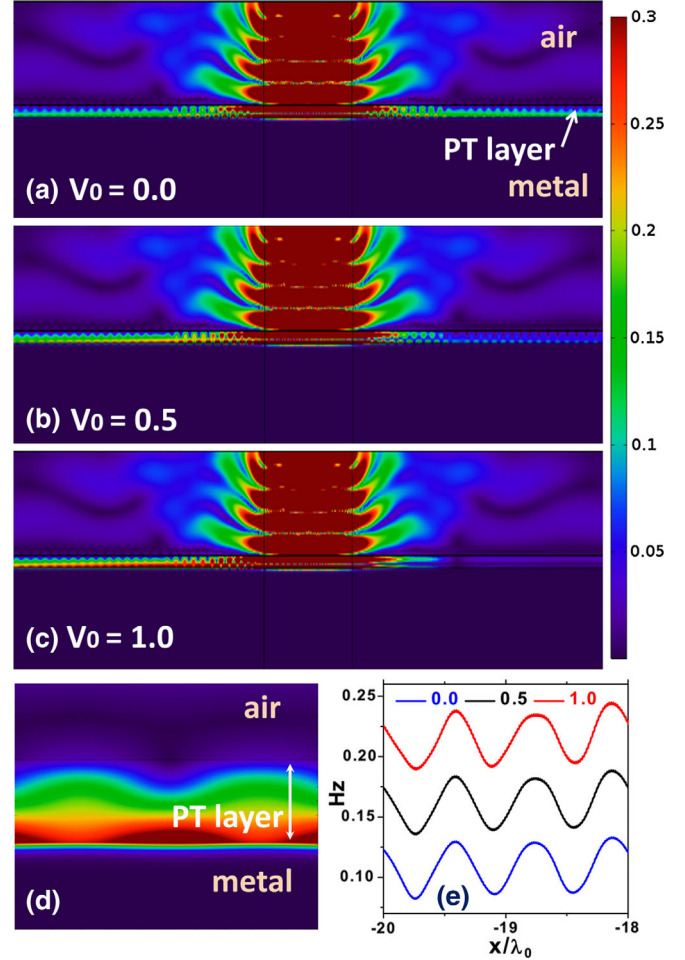 air
PT layer
metal
(a) V0 = 0.0
(b) V0 = 0.5
(c) V0 = 1.0
0.3
0.25
0.2
0.15
0.1
0.05
air
PT layer
metal
(d)
0.0 0.5 1.0
0.25
0.20
0.15
0.10
Hz
(e)
-20 -19 -18
x/λ0